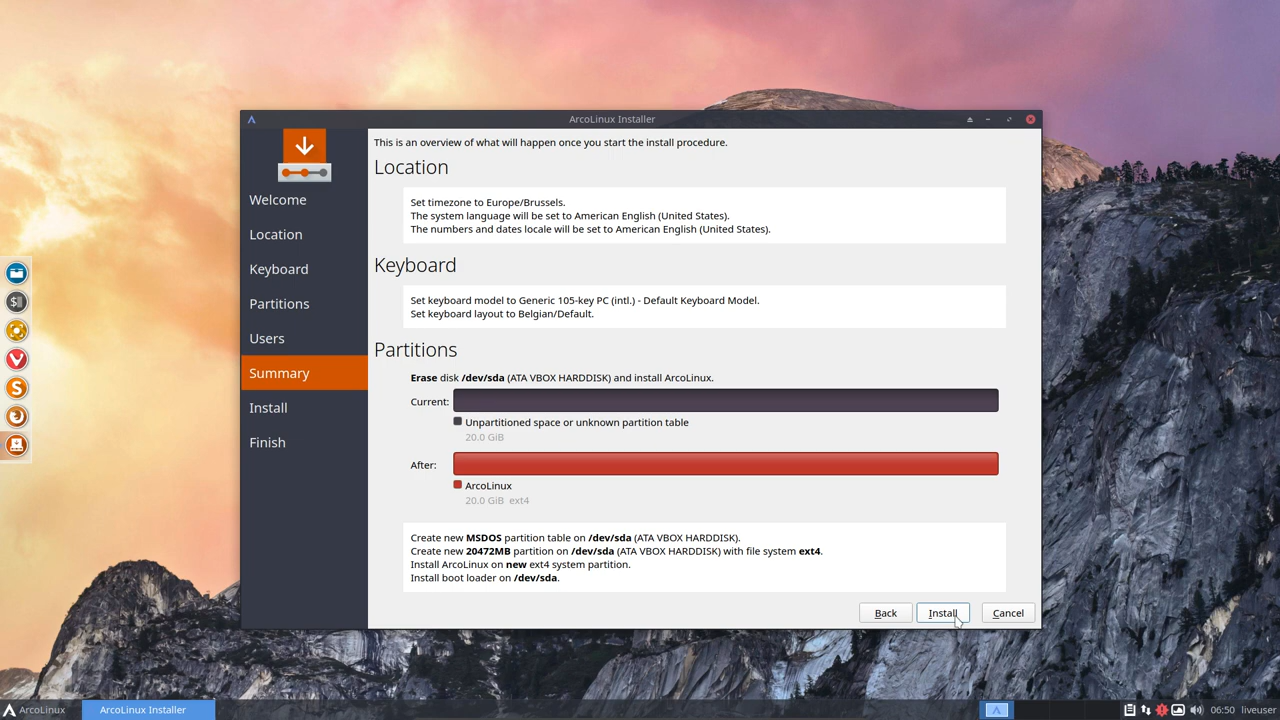 ArcoLinux Installer
Welcome
Location
Keyboard
Partitions
Users
Summary
Install
Finish
This is an overview of what will happen once you start the install procedure.
Location
Set timezone to Europe/Brussels.
The system language will be set to American English (United States).
The numbers and dates locale will be set to American English (United States).
Keyboard
Set keyboard model to Generic 105-key PC (intl.) - Default Keyboard Model.
Set keyboard layout to Belgian/Default.
Partitions
Erase disk /dev/sda (ATA VBOX HARDDISK) and install ArcoLinux.
Current:
Unpartitioned space or unknown partition table
20.0 GiB
After:
ArcoLinux
20.0 GiB ext4
Create new MSDOS partition table on /dev/sda (ATA VBOX HARDDISK).
Create new 20472MB partition on /dev/sda (ATA VBOX HARDDISK) with file system ext4.
Install ArcoLinux on new ext4 system partition.
Install boot loader on /dev/sda.
Back Install Cancel
ArcoLinux ArcoLinux Installer 06:50 liveuser